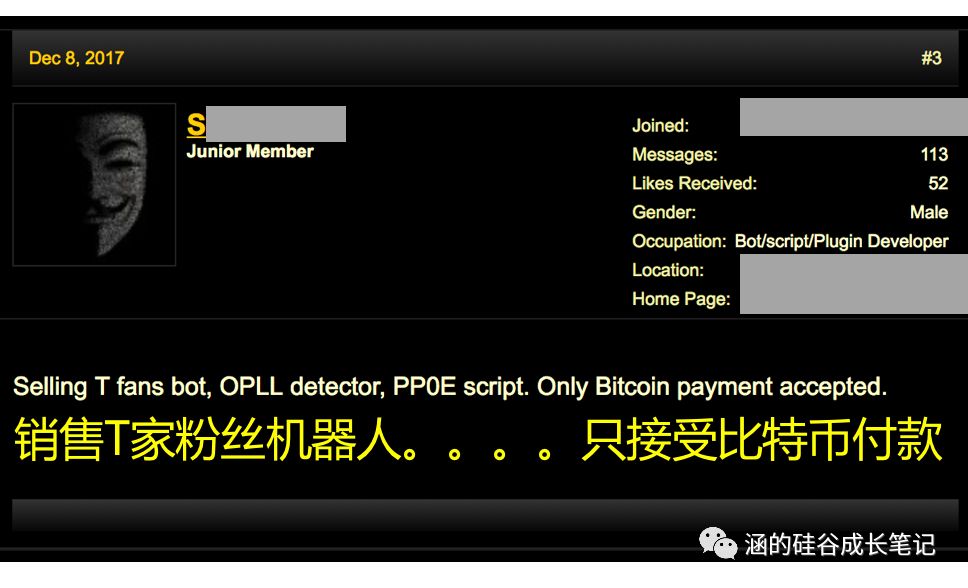 Dec 8, 2017 #3
S
Junior Member
Joined:
Messages: 113
Likes Received: 52
Gender: Male
Occupation: Bot/script/Plugin Developer
Location:
Home Page:
Selling T fans bot, OPLL detector, PP0E script. Only Bitcoin payment accepted.
销售T家粉丝机器人。。。。只接受比特币付款
涵的硅谷成长笔记